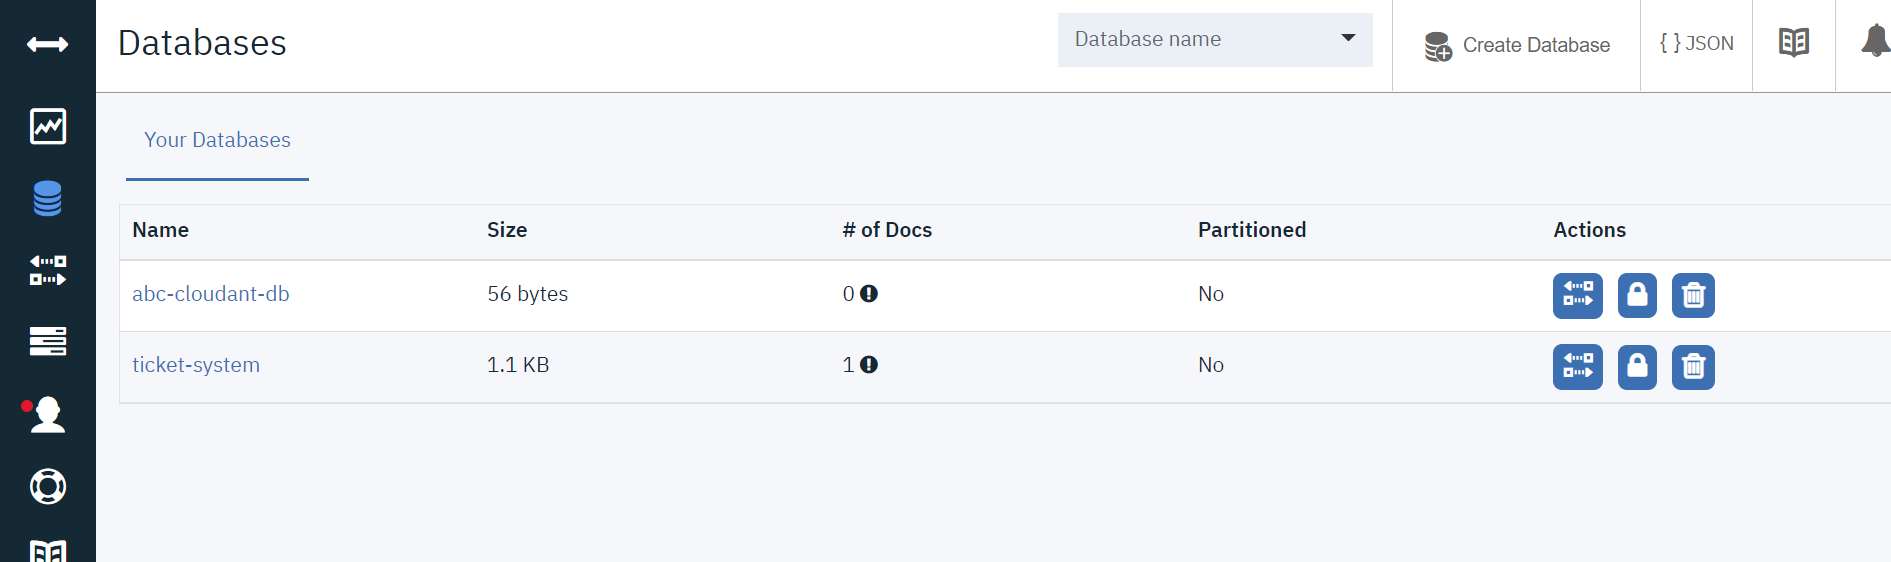 Databases
Database name
Create Database
{ } JSON
Your Databases
Name Size # of Docs Partitioned Actions
abc-cloudant-db 56 bytes 0 No
ticket-system 1.1 KB 1 No